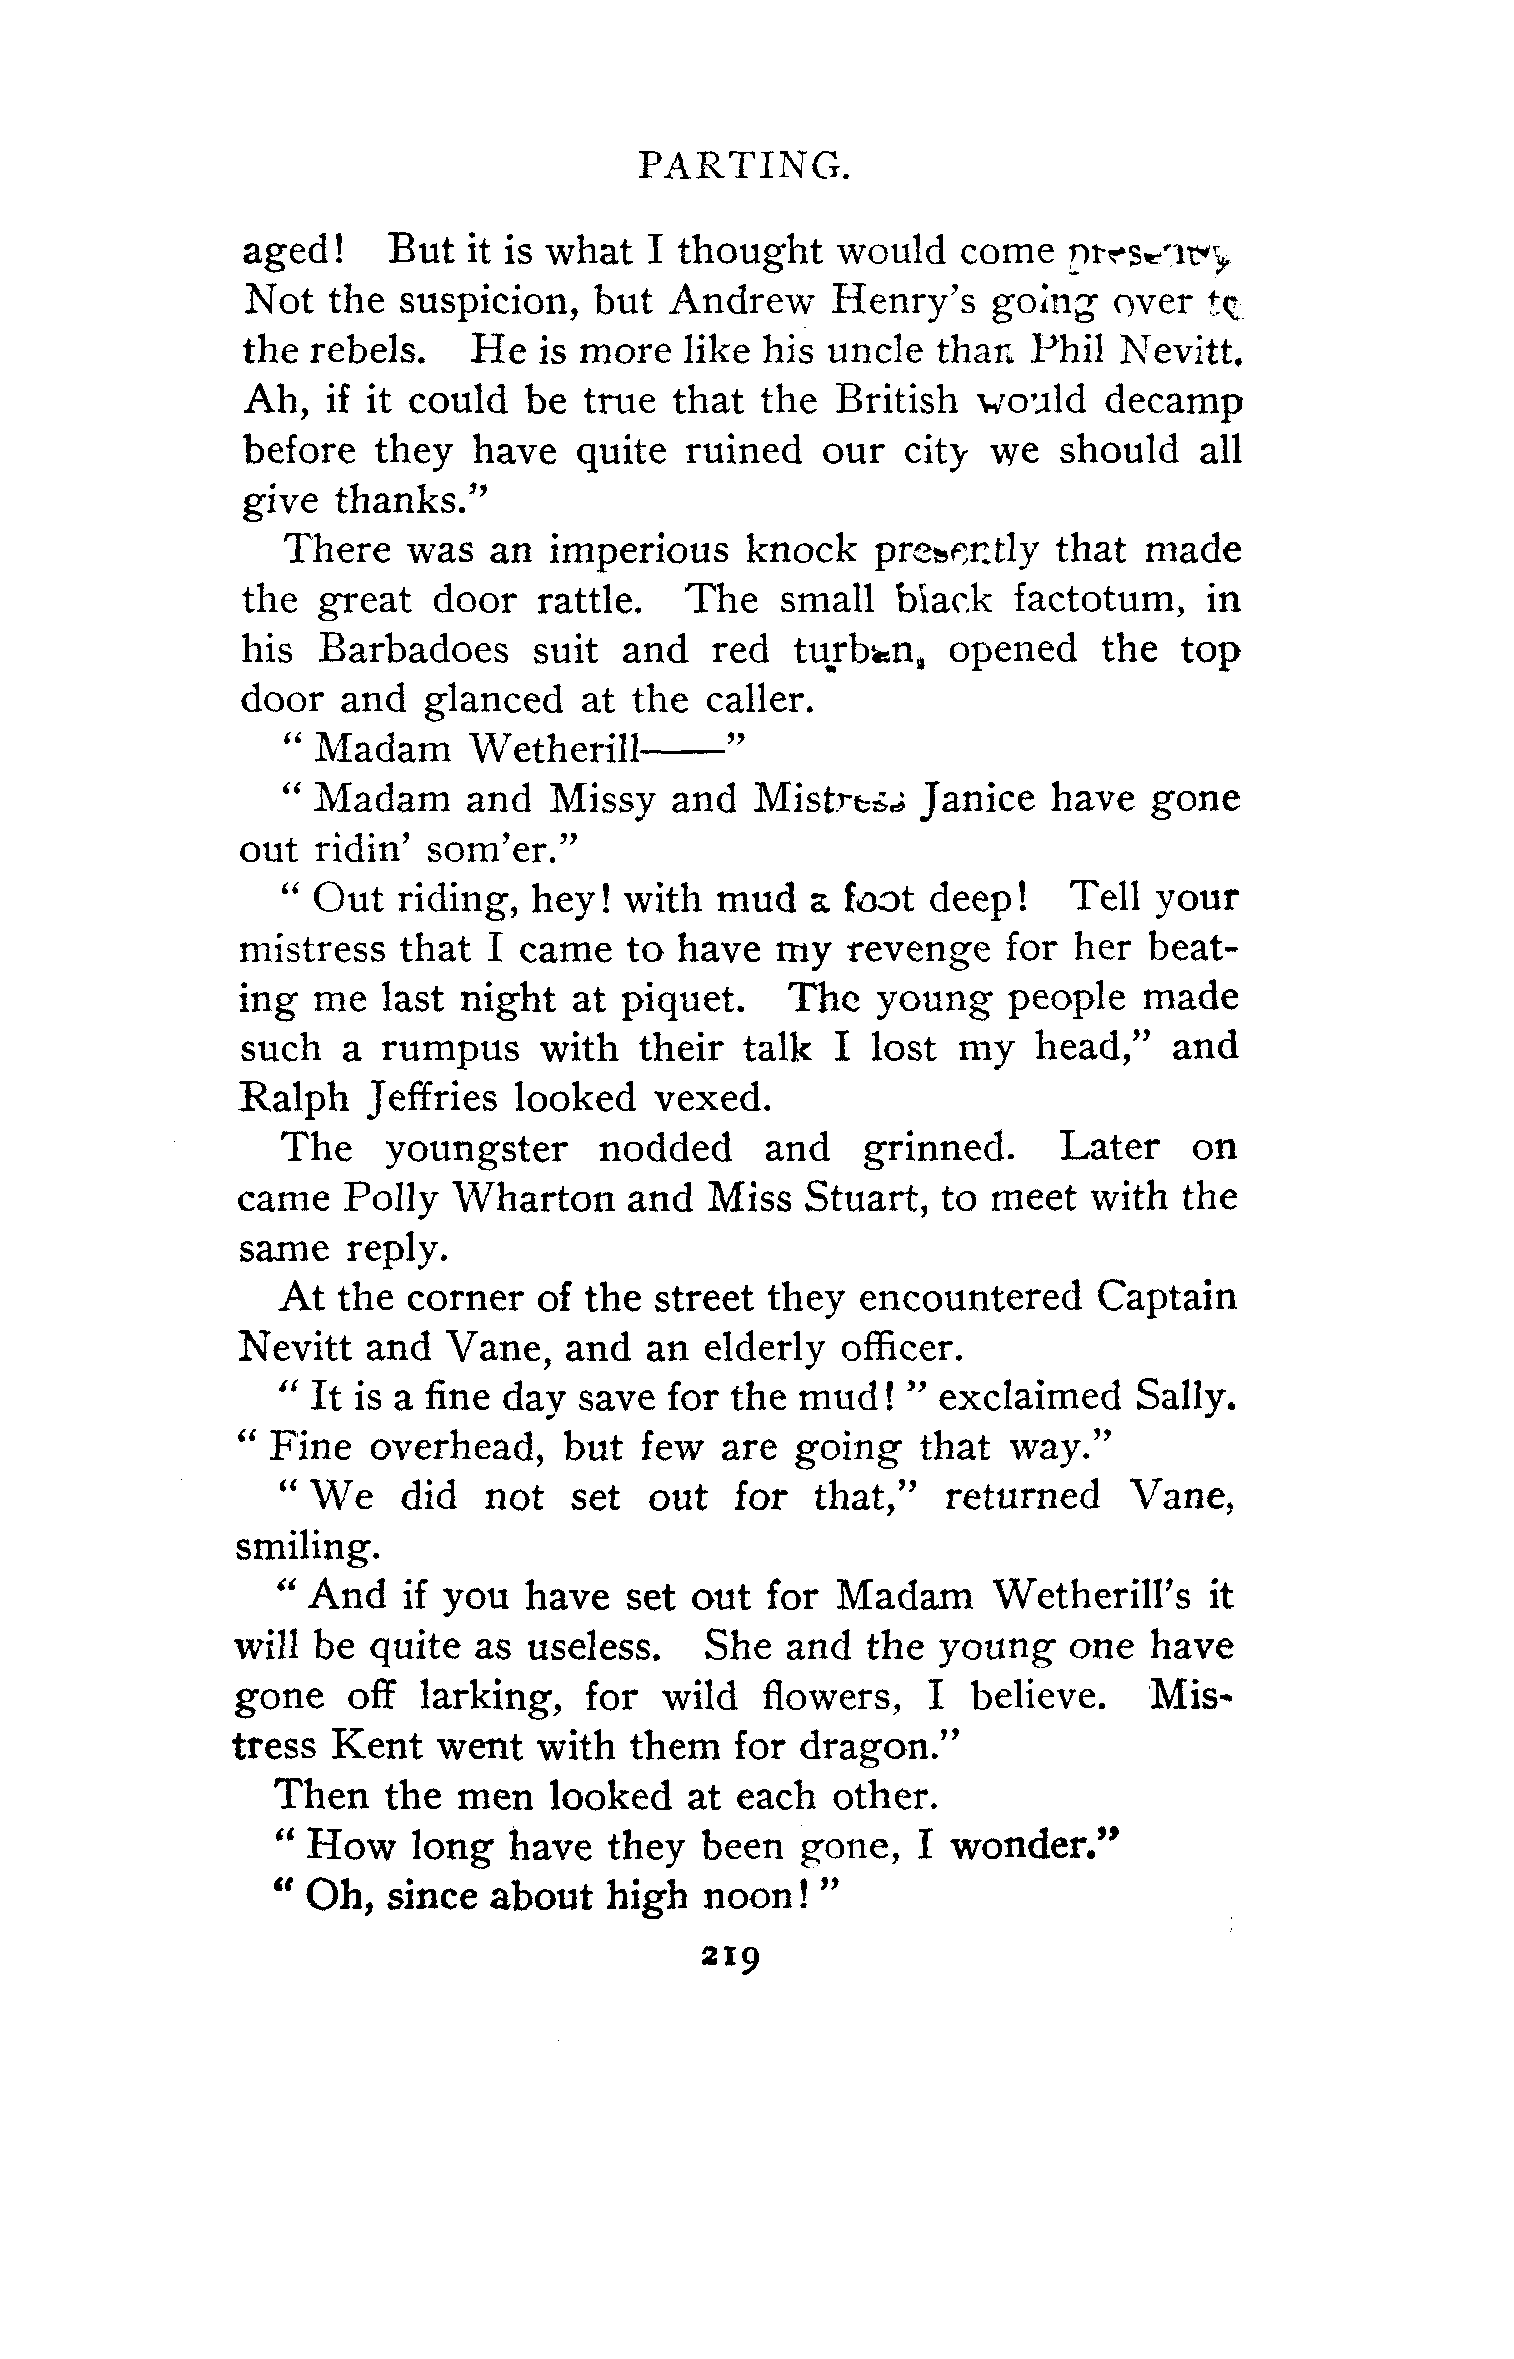 PARTING.
aged! But it is what I thought would come
Not the suspicion, but Andrew Henry's going over to
the rebels. He is more like his uncle than Phil Nevitt.
Ah, if it could be true that the British would decamp
before they have quite ruined our city we should all
give thanks."
There was an imperious knock presently that made
the great door rattle. The small black factotum, in
his Barbadoes suit and red turban, opened the top
door and glanced at the caller.
" Madam Wetherill——"
" Madam and Missy and Mistress Janice have gone
out ridin' som'er."
" Out riding, hey! with mud a foot deep! Tell your
mistress that I came to have my revenge for her beat-
ing me last night at piquet. The young people made
such a rumpus with their talk I lost my head," and
Ralph Jeffries looked vexed.
The youngster nodded and grinned. Later on
came Polly Wharton and Miss Stuart, to meet with the
same reply.
At the corner of the street they encountered Captain
Nevitt and Vane, and an elderly officer.
" It is a fine day save for the mud! " exclaimed Sally.
" Fine overhead, but few are going that way."
" We did not set out for that," returned Vane,
smiling.
" And if you have set out for Madam Wetherill's it
will be quite as useless. She and the young one have
gone off larking, for wild flowers, I believe. Mis-
tress Kent went with them for dragon."
Then the men looked at each other.
" How long have they been gone, I wonder."
" Oh, since about high noon! "
219